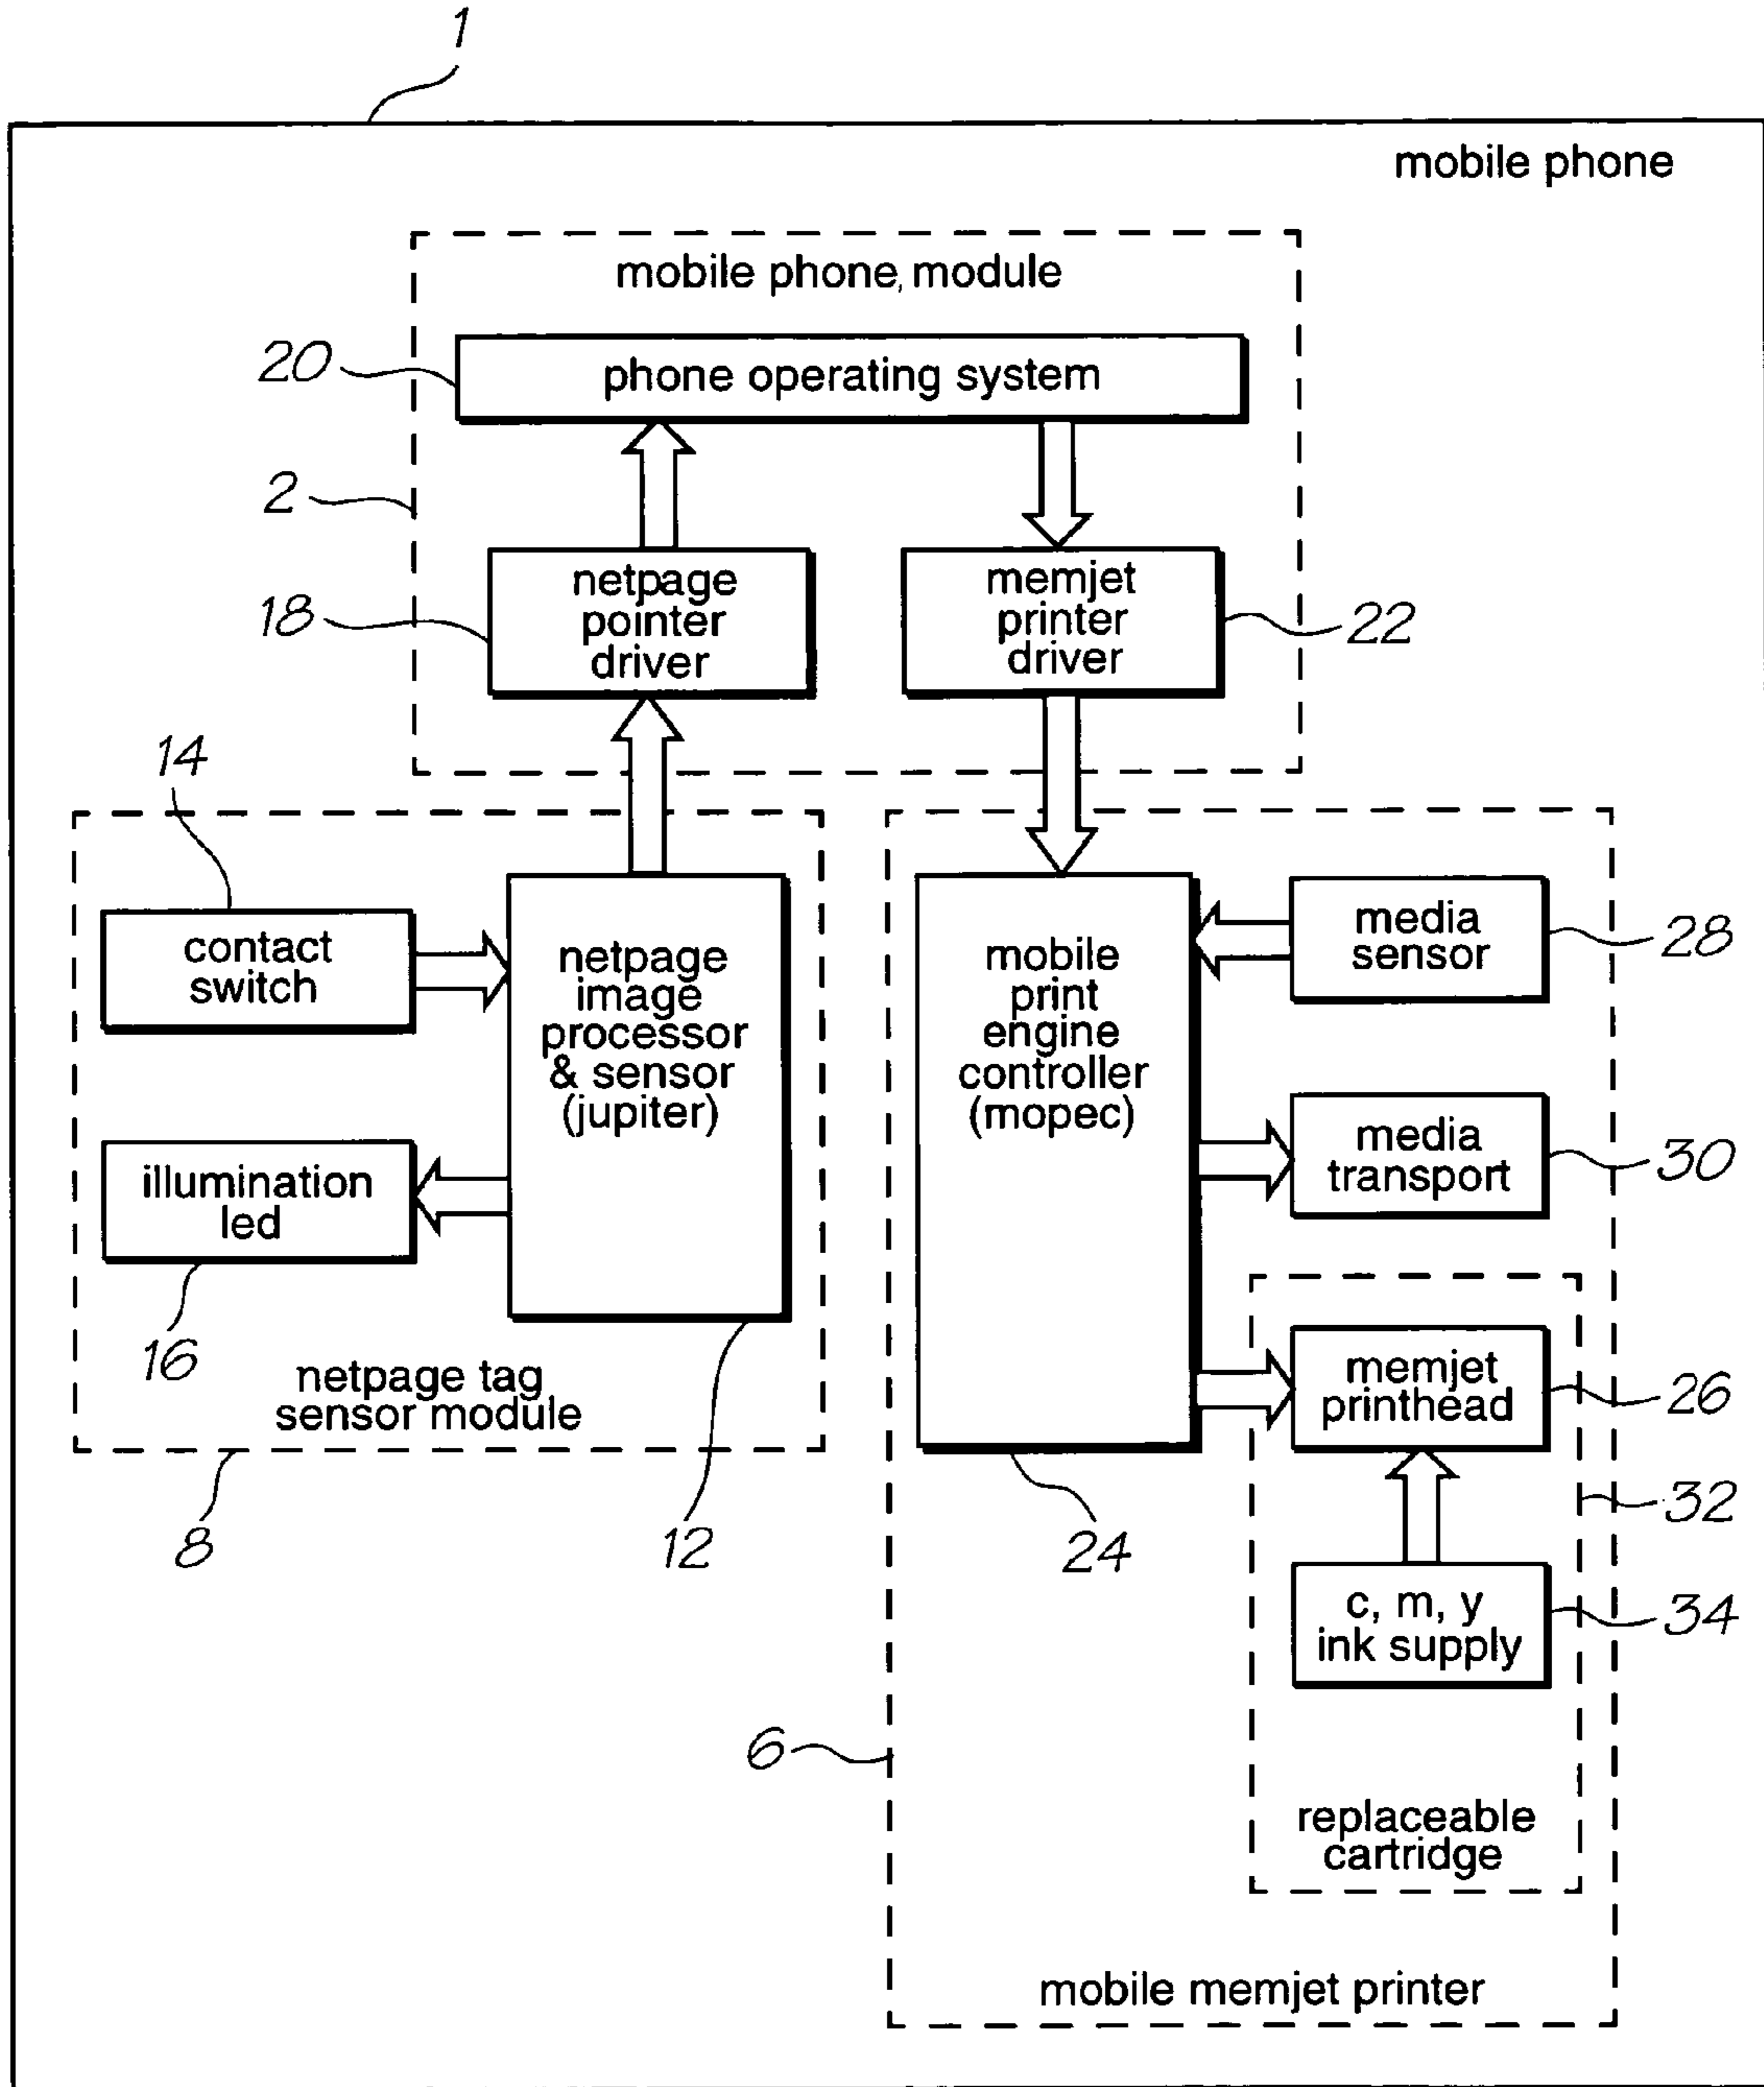 1
mobile phone
mobile phone module
20
phone operating system
2
18
netpage
pointer
driver
memjet
printer
driver
22
14
contact
switch
netpage
image
processor
& sensor
(jupiter)
illumination
led
16
netpage tag
sensor module
8
12
mobile
print
engine
controller
(mopec)
24
media
sensor
28
media
transport
30
memjet
printhead
26
32
c, m, y
ink supply
34
6
replaceable
cartridge
mobile memjet printer